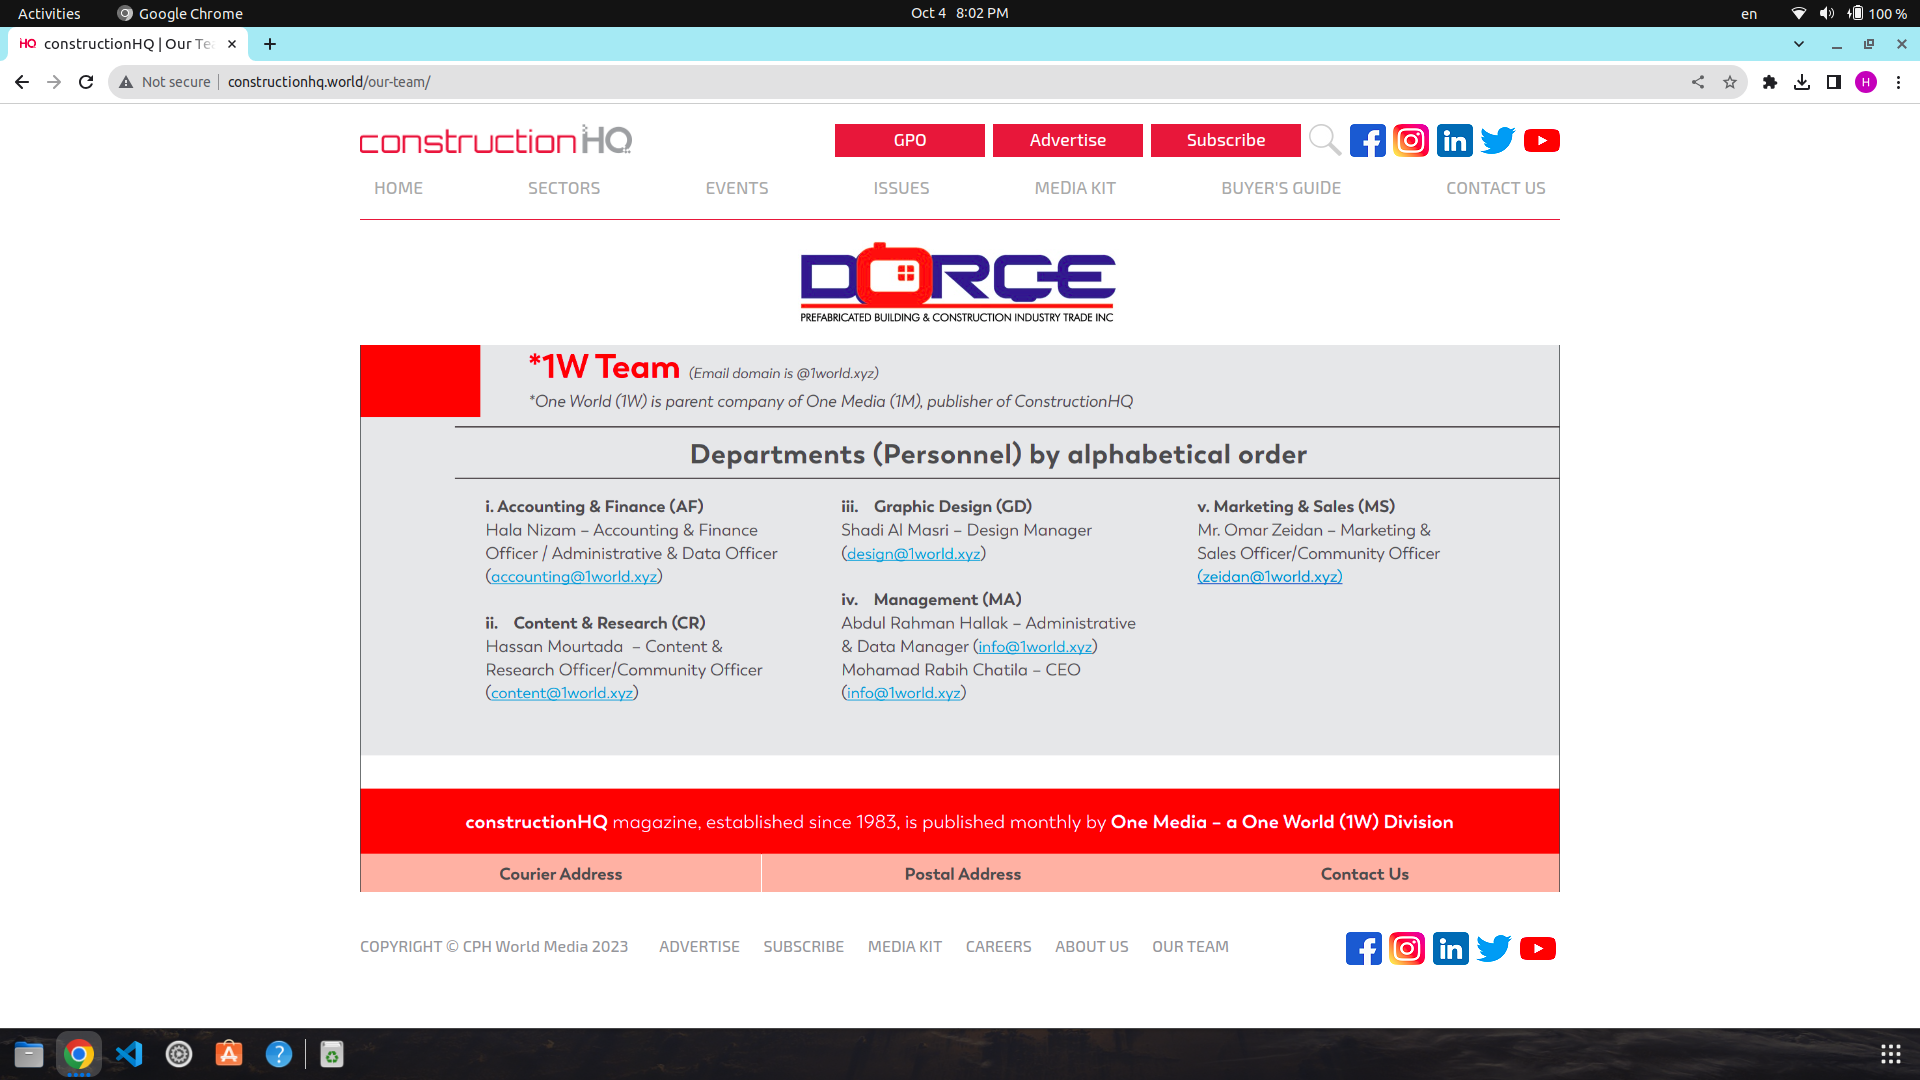 Activities
Google Chrome
Oct 4 8:02 PM
en
100 %
HQ constructionHQ | Our Te
Not secure
constructionhq.world/our-team/
H
constructionHQ
GPO
Advertise
Subscribe
HOME
SECTORS
EVENTS
ISSUES
MEDIA KIT
BUYER'S GUIDE
CONTACT US
DORÇE
PREFABRICATED BUILDING & CONSTRUCTION INDUSTRY TRADE INC
*1W Team (Email domain is @1world.xyz)
*One World (1W) is parent company of One Media (1M), publisher of ConstructionHQ
Departments (Personnel) by alphabetical order
i. Accounting & Finance (AF)
Hala Nizam – Accounting & Finance
Officer / Administrative & Data Officer
(accounting@1world.xyz)
ii. Content & Research (CR)
Hassan Mourtada – Content &
Research Officer/Community Officer
(content@1world.xyz)
iii. Graphic Design (GD)
Shadi Al Masri – Design Manager
(design@1world.xyz)
iv. Management (MA)
Abdul Rahman Hallak – Administrative
& Data Manager (info@1world.xyz)
Mohamad Rabih Chatila – CEO
(info@1world.xyz)
v. Marketing & Sales (MS)
Mr. Omar Zeidan – Marketing &
Sales Officer/Community Officer
(zeidan@1world.xyz)
constructionHQ magazine, established since 1983, is published monthly by One Media – a One World (1W) Division
Courier Address
Postal Address
Contact Us
COPYRIGHT © CPH World Media 2023
ADVERTISE
SUBSCRIBE
MEDIA KIT
CAREERS
ABOUT US
OUR TEAM